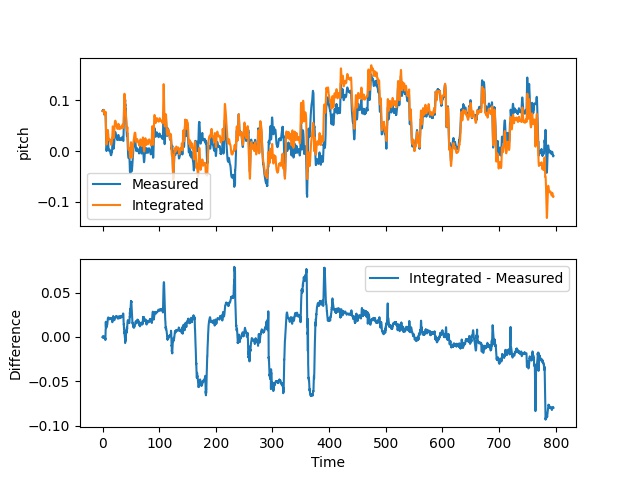 0.1
0.0
−0.1
pitch
Measured
Integrated
0.05
0.00
−0.05
−0.10
Difference
Integrated - Measured
0 100 200 300 400 500 600 700 800
Time